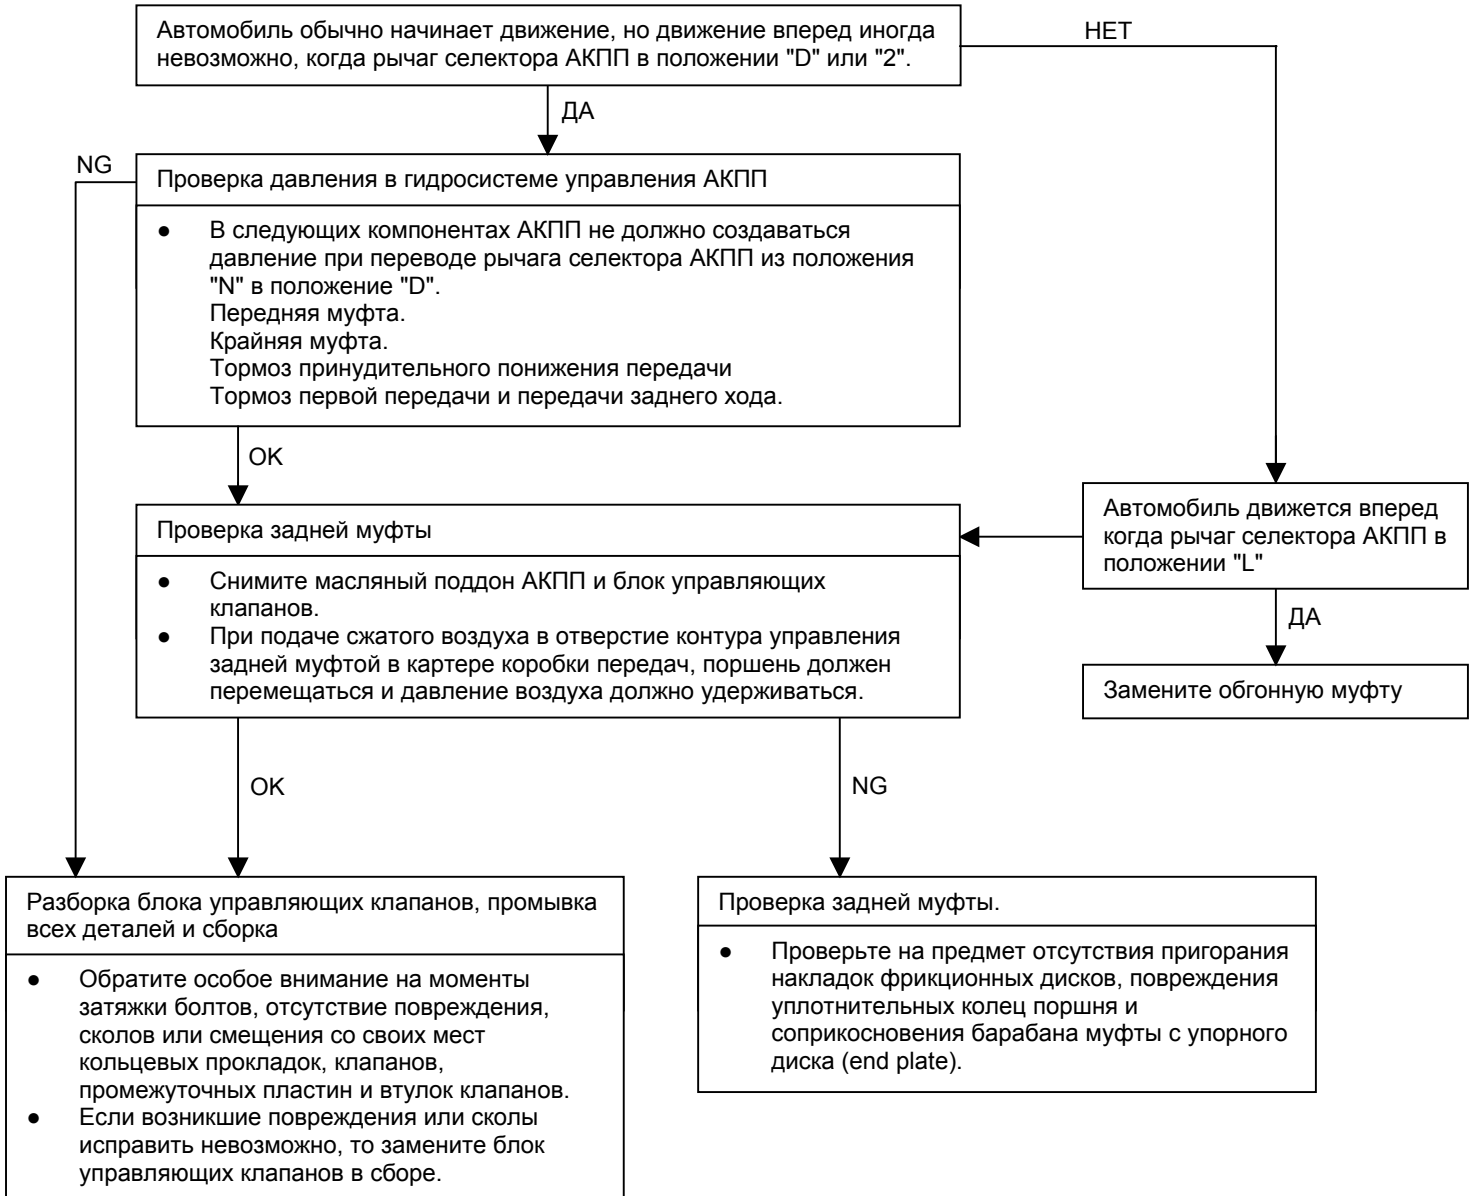 Автомобиль обычно начинает движение, но движение вперед иногда
невозможно, когда рычаг селектора АКПП в положении "D" или "2".
НЕТ
ДА
NG
Проверка давления в гидросистеме управления АКПП
● В следующих компонентах АКПП не должно создаваться
давление при переводе рычага селектора АКПП из положения
"N" в положение "D".
Передняя муфта.
Крайняя муфта.
Тормоз принудительного понижения передачи
Тормоз первой передачи и передачи заднего хода.
OK
Проверка задней муфты
● Снимите масляный поддон АКПП и блок управляющих
клапанов.
● При подаче сжатого воздуха в отверстие контура управления
задней муфтой в картере коробки передач, поршень должен
перемещаться и давление воздуха должно удерживаться.
Автомобиль движется вперед
когда рычаг селектора АКПП в
положении "L"
ДА
Замените обгонную муфту
OK
NG
Разборка блока управляющих клапанов, промывка
всех деталей и сборка
● Обратите особое внимание на моменты
затяжки болтов, отсутствие повреждения,
сколов или смещения со своих мест
кольцевых прокладок, клапанов,
промежуточных пластин и втулок клапанов.
● Если возникшие повреждения или сколы
исправить невозможно, то замените блок
управляющих клапанов в сборе.
Проверка задней муфты.
● Проверьте на предмет отсутствия пригорания
накладок фрикционных дисков, повреждения
уплотнительных колец поршня и
соприкосновения барабана муфты с упорного
диска (end plate).